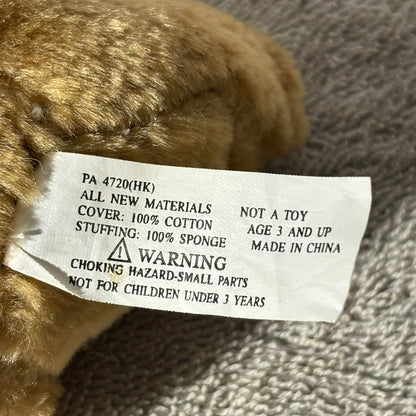 PA 4720(HK)
ALL NEW MATERIALS
COVER: 100% COTTON
STUFFING: 100% SPONGE
NOT A TOY
AGE 3 AND UP
MADE IN CHINA
WARNING
CHOKING HAZARD-SMALL PARTS
NOT FOR CHILDREN UNDER 3 YEARS